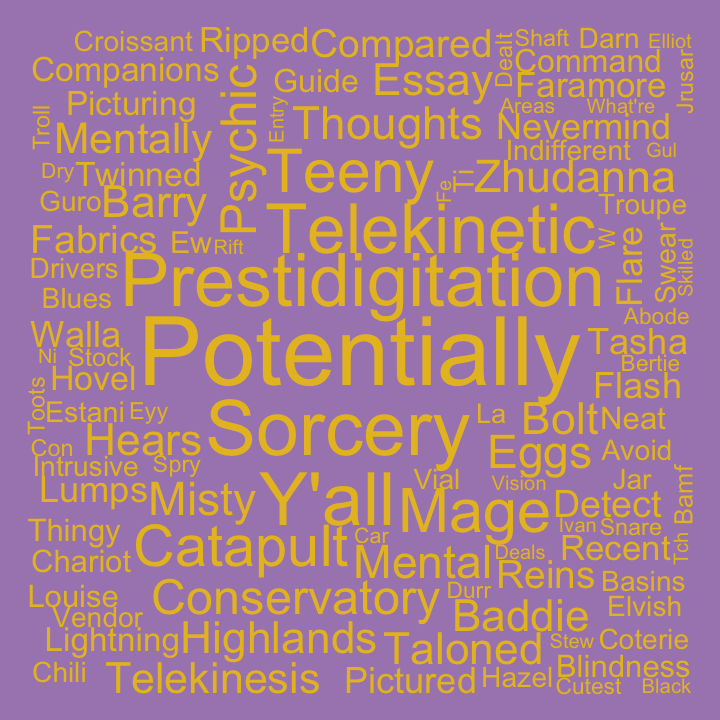 Croissant
Ripped
Compared
Dealt
Shaft
Darn
Elliot
Companions
Psychic
Guide
Essay
Command
Faramore
Jrusar
Troll
Picturing
Entry
Thoughts
Areas
What're
Mentally
Nevermind
Indifferent
Gul
Dry
Twinned
Teeny
Fe
Ti
Zhudanna
Guro
Barry
Troupe
Fabrics
Ew
Rift
Telekinetic
W
Flare
Swear
Skilled
Drivers
Prestidigitation
Blues
Abode
Walla
Potentially
Tasha
Ni
Stock
Bertie
Hovel
Flash
Toots
Estani
Eyy
Sorcery
La
Bolt
Neat
Con
Hears
Eggs
Avoid
Intrusive
Spry
Y'all
Vial
Vision
Jar
Bamf
Lumps
Misty
Mage
Detect
Thingy
Catapult
Car
Ivan
Snare
Tch
Chariot
Mental
Deals
Recent
Louise
Conservatory
Durr
Reins
Basins
Vendor
Baddie
Elvish
Lightning
Highlands
Taloned
Stew
Coterie
Chili
Telekinesis
Pictured
Hazel
Blindness
Cutest
Black